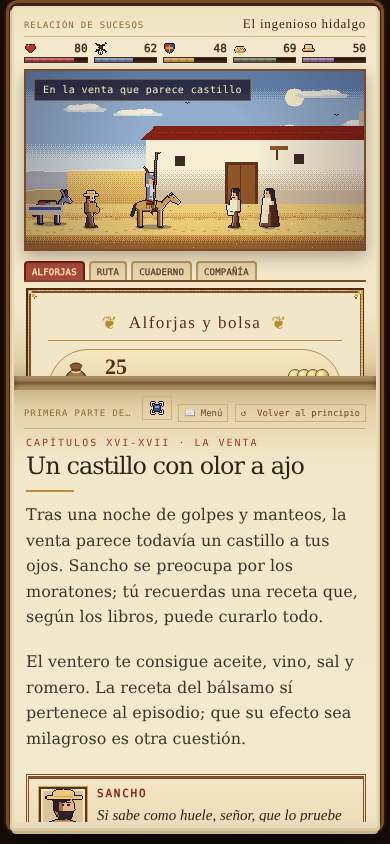 RELACIÓN DE SUCESOS
El ingenioso hidalgo
80
62
48
69
50
En la venta que parece castillo
ALFORJAS
RUTA
CUADERNO
COMPAÑÍA
Alforjas y bolsa
25
PRIMERA PARTE DE…
Menú
Volver al principio
CAPÍTULOS XVI-XVII · LA VENTA
Un castillo con olor a ajo
Tras una noche de golpes y manteos, la
venta parece todavía un castillo a tus
ojos. Sancho se preocupa por los
moratones; tú recuerdas una receta que,
según los libros, puede curarlo todo.
El ventero te consigue aceite, vino, sal y
romero. La receta del bálsamo sí
pertenece al episodio; que su efecto sea
milagroso es otra cuestión.
SANCHO
Si sabe como huele, señor, que lo pruebe